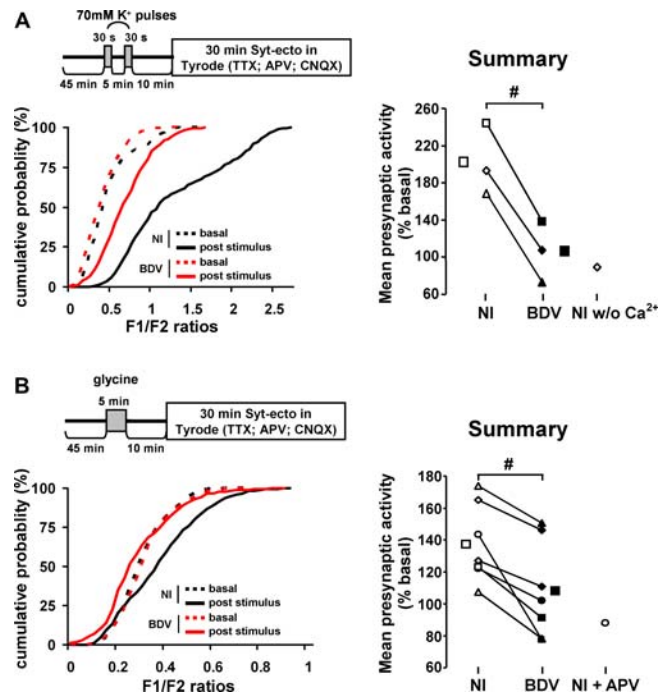 A
70mM K⁺ pulses
30 s 30 s
30 min Syt-ecto in
Tyrode (TTX; APV; CNQX)
45 min 5 min 10 min
cumulative probablity (%)
100
75
50
25
0
0 0.5 1 1.5 2 2.5
F1/F2 ratios
NI
basal
post stimulus
BDV
basal
post stimulus
Summary
#
Mean presynaptic activity
(% basal)
260
220
180
140
100
60
NI BDV NI w/o Ca²⁺
B
glycine
5 min
30 min Syt-ecto in
Tyrode (TTX; APV; CNQX)
45 min 10 min
cumulative probability (%)
100
75
50
25
0
0 0.2 0.4 0.6 0.8 1
F1/F2 ratios
NI
basal
post stimulus
BDV
basal
post stimulus
Summary
#
Mean presynaptic activity
(% basal)
180
160
140
120
100
80
60
NI BDV NI + APV